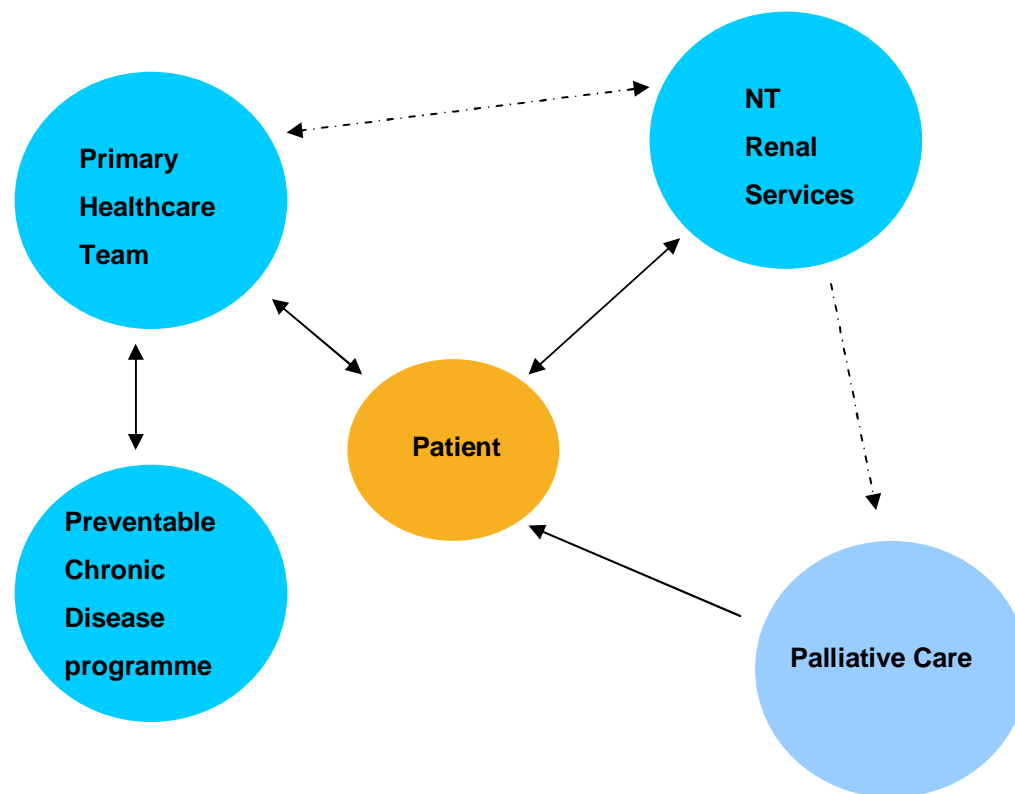 Primary
Healthcare
Team
NT
Renal
Services
Patient
Preventable
Chronic
Disease
programme
Palliative Care